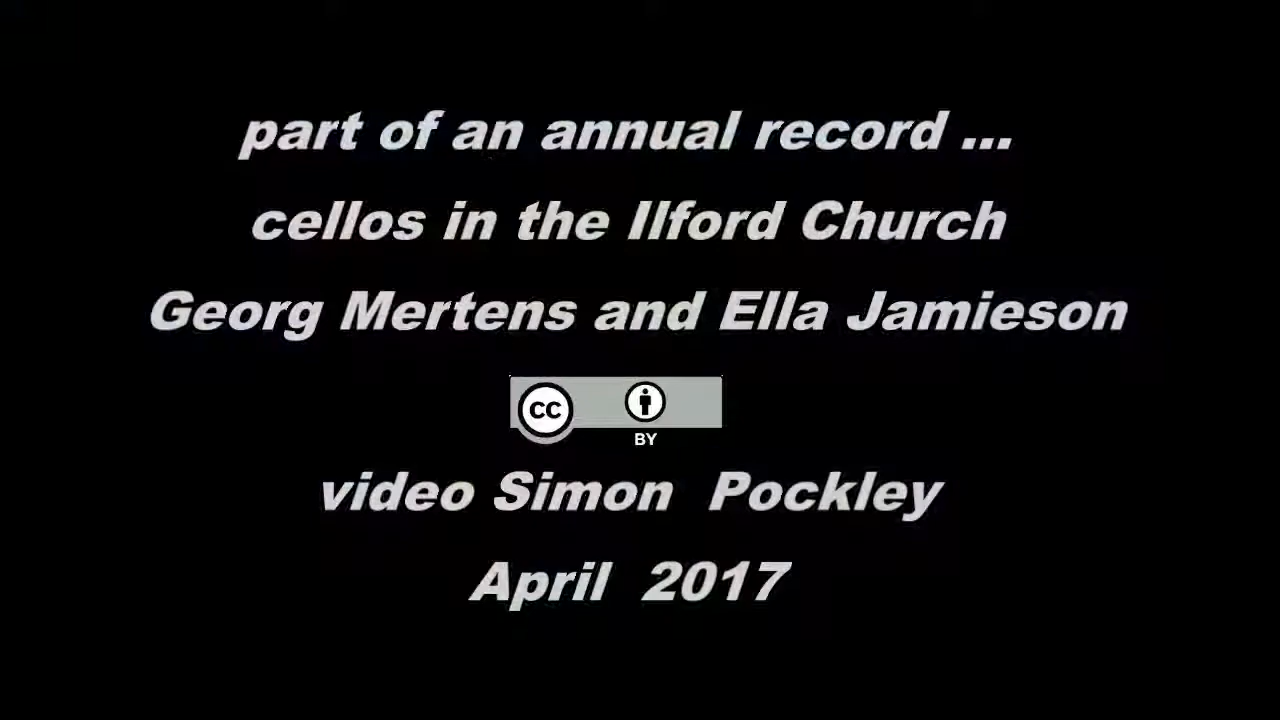 part of an annual record ...
cellos in the Ilford Church
Georg Mertens and Ella Jamieson
CC
BY
video Simon  Pockley
April  2017